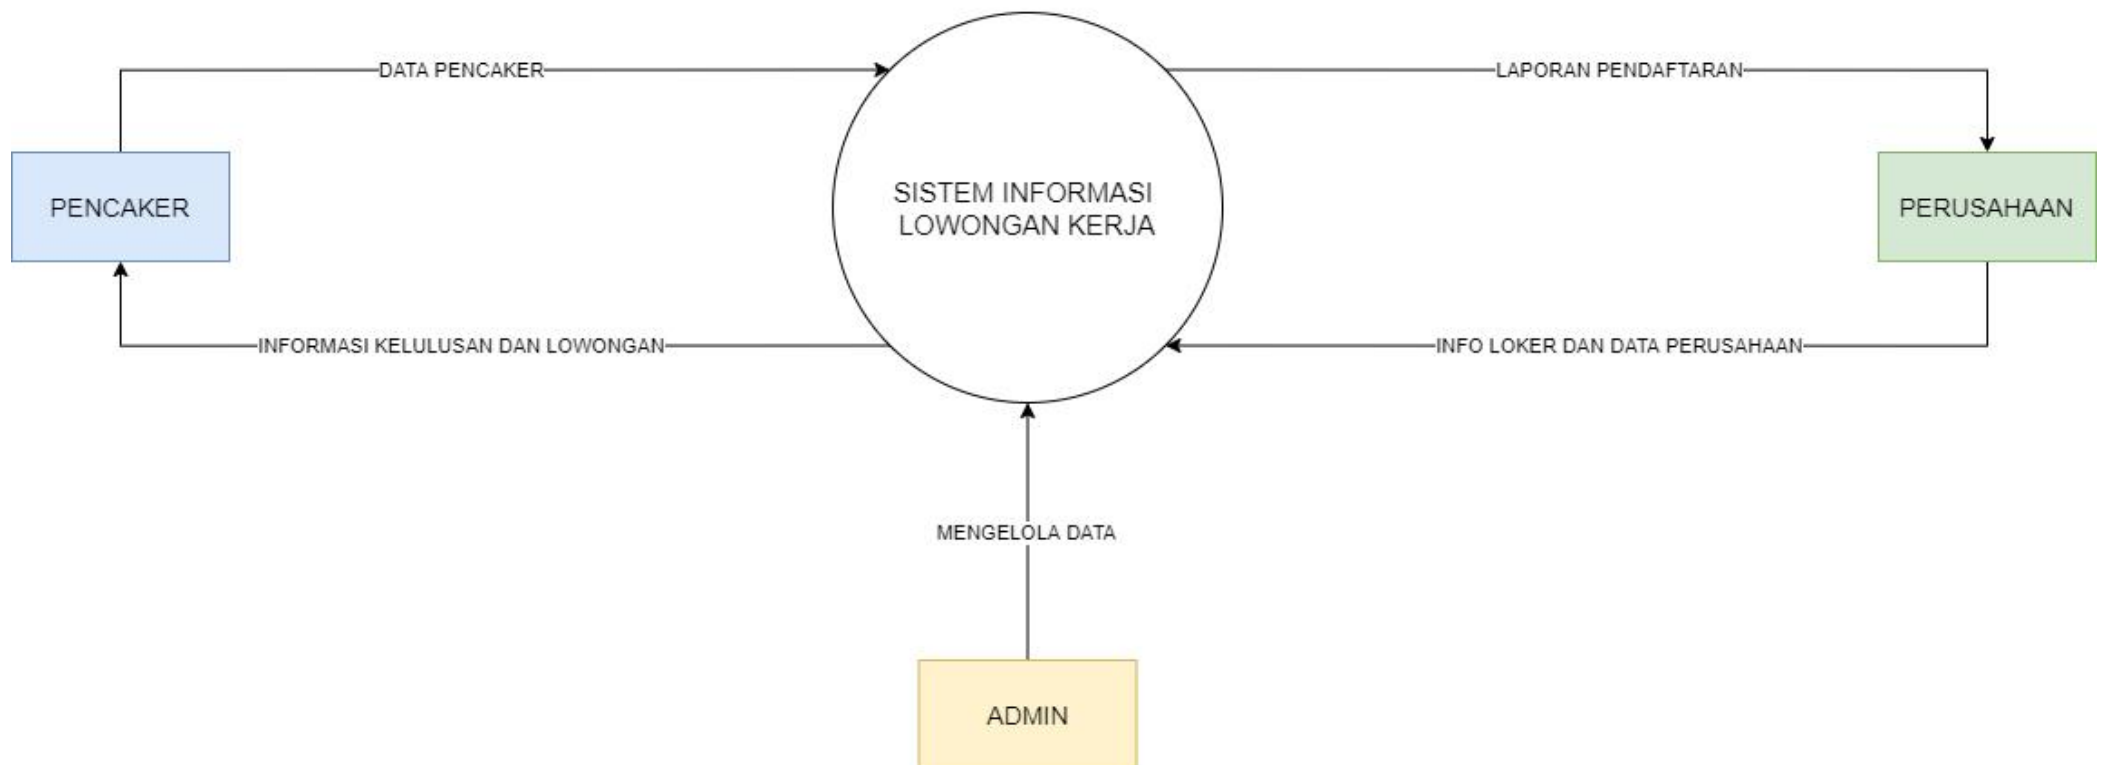 DATA PENCAKER
LAPORAN PENDAFTARAN
PENCAKER
SISTEM INFORMASI
LOWONGAN KERJA
PERUSAHAAN
INFORMASI KELULUSAN DAN LOWONGAN
INFO LOKER DAN DATA PERUSAHAAN
MENGELOLA DATA
ADMIN